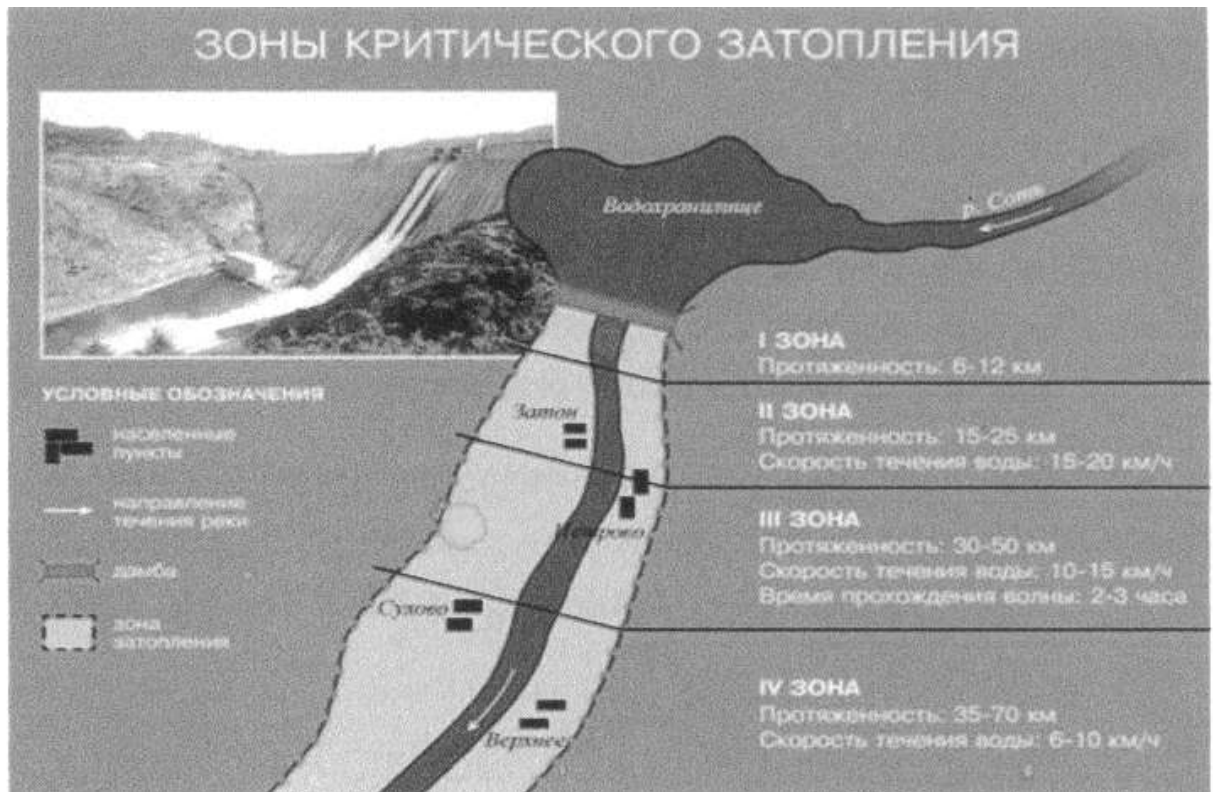 ЗОНЫ КРИТИЧЕСКОГО ЗАТОПЛЕНИЯ
Водохранилище
р.
I ЗОНА
Протяженность: 6-12 км
УСЛОВНЫЕ ОБОЗНАЧЕНИЯ
населенные
пункты
направление
течения реки
дамба
зона
затопления
Затон
II ЗОНА
Протяженность: 15-25 км
Скорость течения воды: 15-20 км/ч
III ЗОНА
Протяженность: 30-50 км
Скорость течения воды: 10-15 км/ч
Время прохождения волны: 2-3 часа
Сухово
IV ЗОНА
Протяженность: 35-70 км
Скорость течения воды: 6-10 км/ч
Верхнее